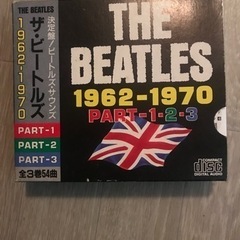 THE BEATLES
決定盤/ビートルズサウンズ
ザ・ビートルズ
1962-1970
PART-1
PART-2
PART-3
全3巻54曲
THE
BEATLES
1962-1970
PART-1·2·3
COMPACT
disc
DIGITAL AUDIO